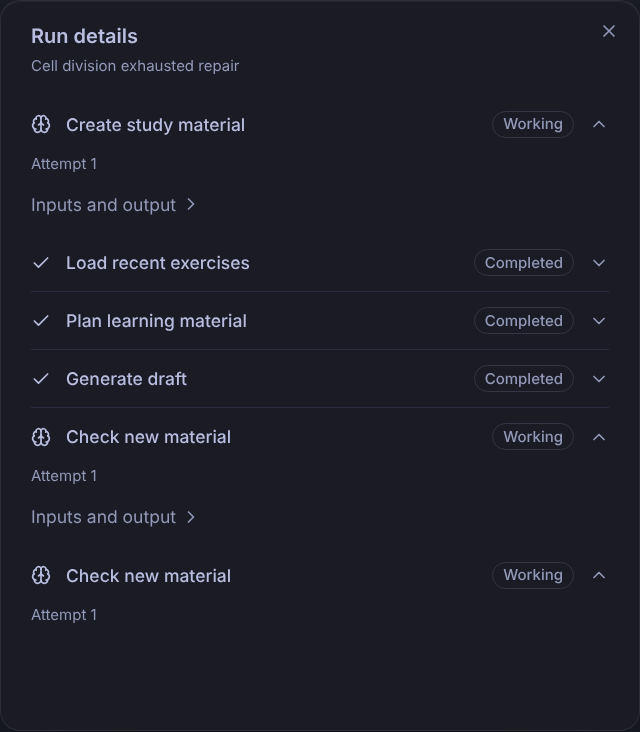 Run details
Cell division exhausted repair
Create study material Working
Attempt 1
Inputs and output
Load recent exercises Completed
Plan learning material Completed
Generate draft Completed
Check new material Working
Attempt 1
Inputs and output
Check new material Working
Attempt 1